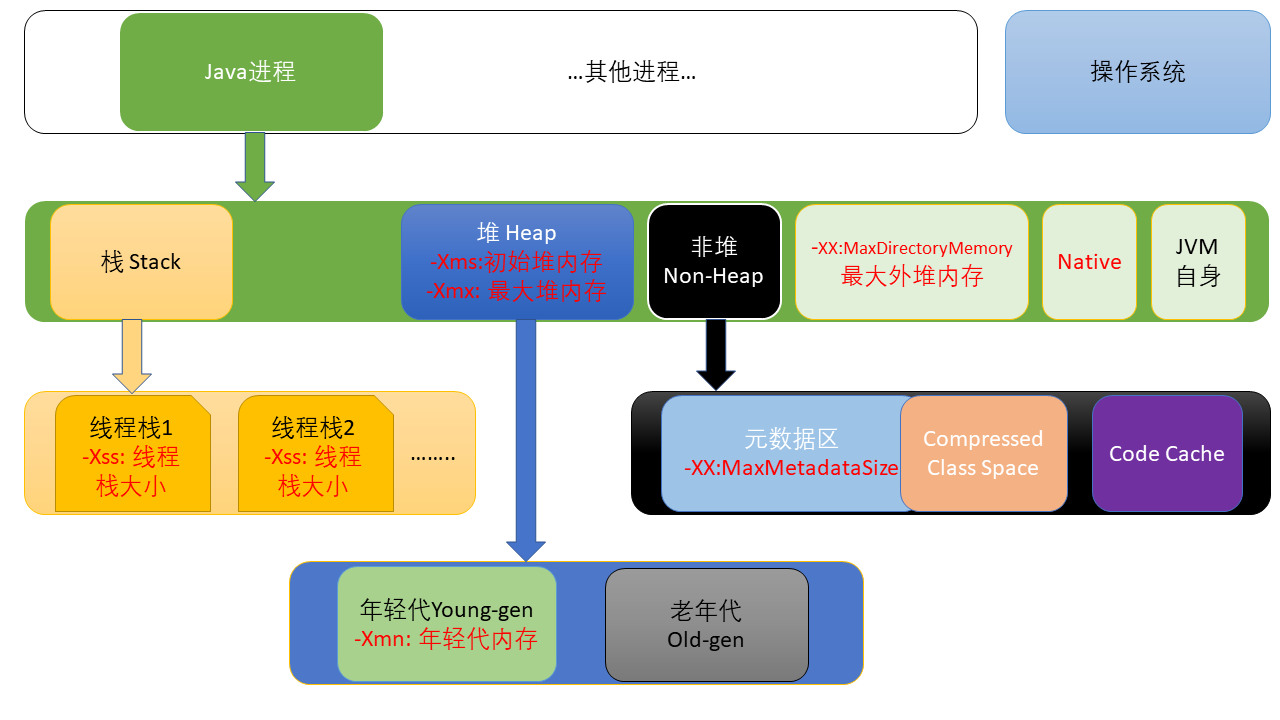 Java进程
...其他进程...
操作系统
栈 Stack
堆 Heap
-Xms:初始堆内存
-Xmx: 最大堆内存
非堆
Non-Heap
-XX:MaxDirectoryMemory
最大外堆内存
Native
JVM
自身
线程栈1
-Xss: 线程
栈大小
线程栈2
-Xss: 线程
栈大小
........
元数据区
-XX:MaxMetadataSize
Compressed
Class Space
Code Cache
年轻代Young-gen
-Xmn: 年轻代内存
老年代
Old-gen